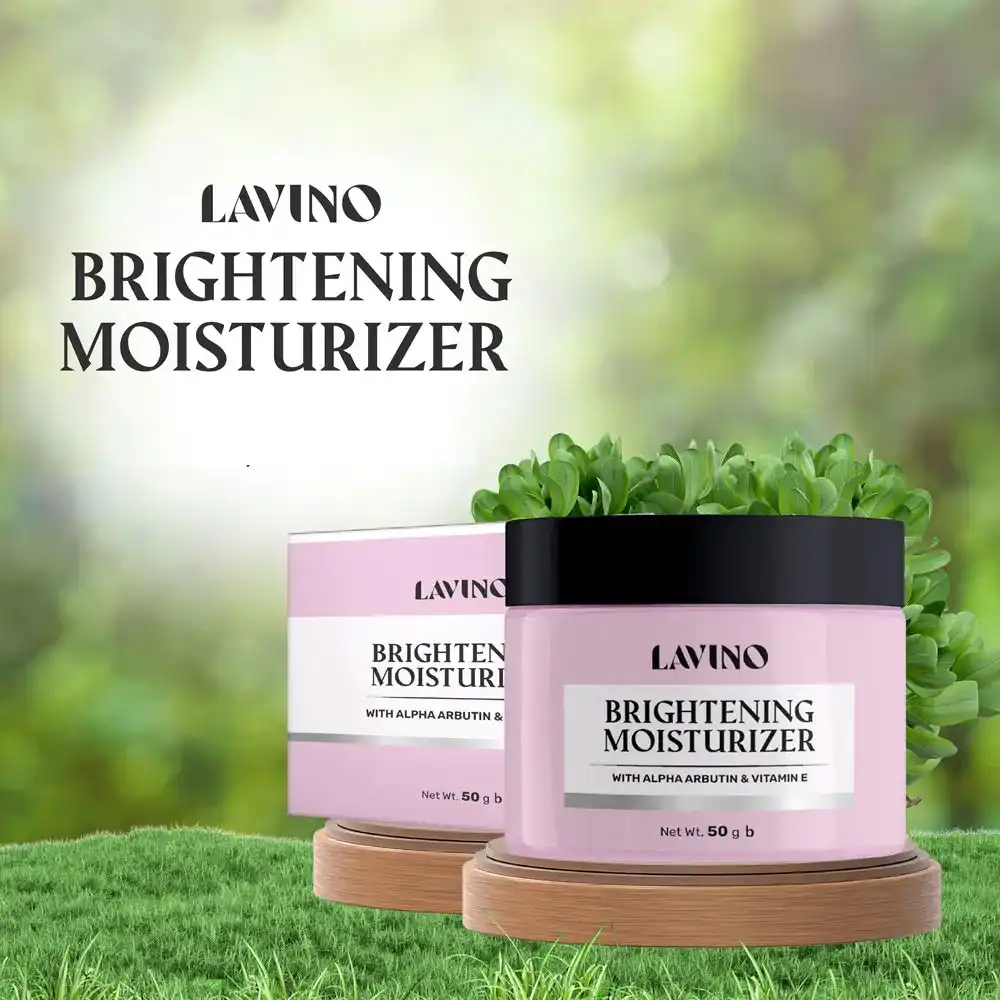 LAVINO
BRIGHTENING
MOISTURIZER
LAVINO
BRIGHTEN
MOISTURI
WITH ALPHA ARBUTIN &
Net Wt. 50 g b
LAVINO
BRIGHTENING
MOISTURIZER
WITH ALPHA ARBUTIN & VITAMIN E
Net Wt. 50 g b